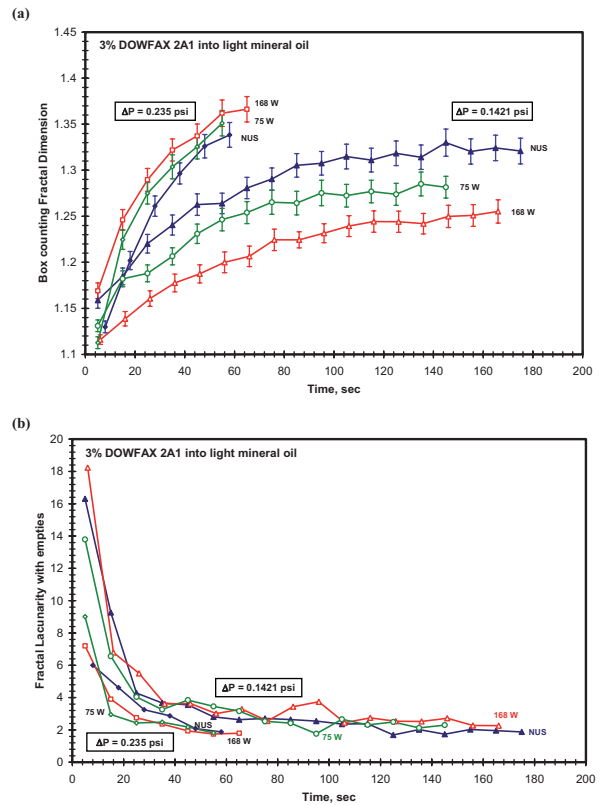 (a)
3% DOWFAX 2A1 into light mineral oil
ΔP = 0.235 psi
168 W
75 W
NUS
ΔP = 0.1421 psi
NUS
75 W
168 W
Box counting Fractal Dimension
1.45
1.4
1.35
1.3
1.25
1.2
1.15
1.1
0 20 40 60 80 100 120 140 160 180 200
Time, sec
(b)
3% DOWFAX 2A1 into light mineral oil
Fractal Lacunarity with empties
20
18
16
14
12
10
8
6
4
2
0
ΔP = 0.1421 psi
168 W
NUS
75 W
75 W
NUS
168 W
ΔP = 0.235 psi
0 20 40 60 80 100 120 140 160 180 200
Time, sec